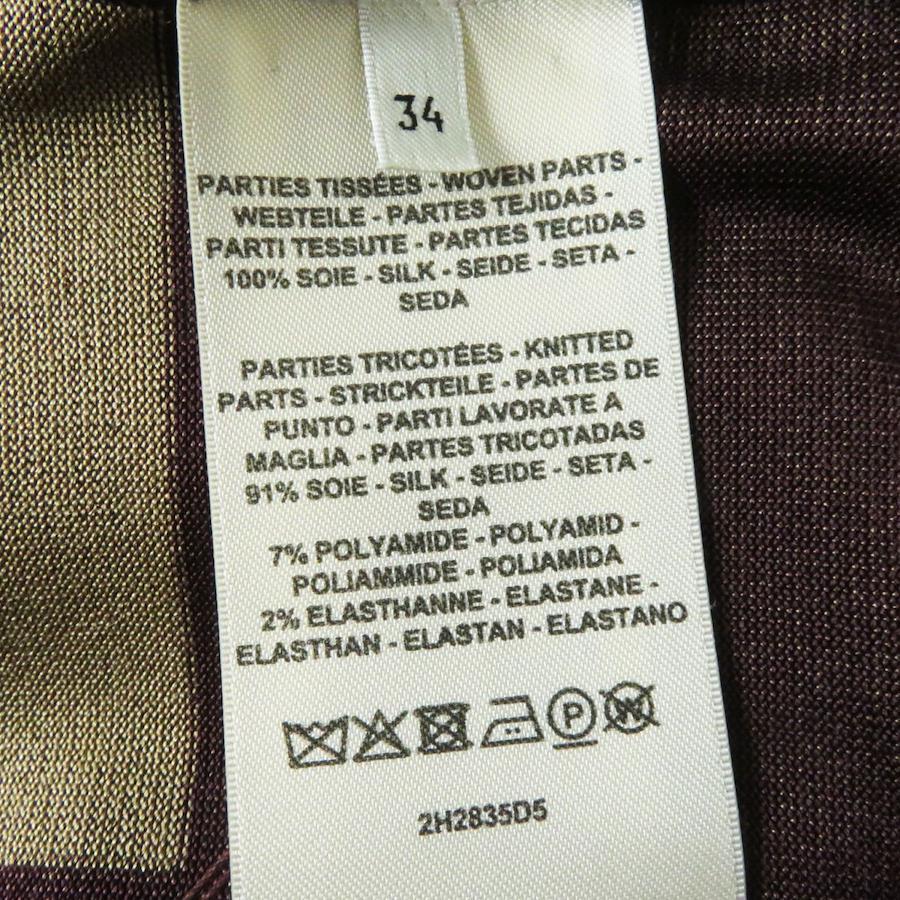 34
PARTIES TISSÉES - WOVEN PARTS -
WEBTEILE - PARTES TEJIDAS -
PARTI TESSUTE - PARTES TECIDAS
100% SOIE - SILK - SEIDE - SETA -
SEDA
PARTIES TRICOTÉES - KNITTED
PARTS - STRICKTEILE - PARTES DE
PUNTO - PARTI LAVORATE A
MAGLIA - PARTES TRICOTADAS
91% SOIE - SILK - SEIDE - SETA -
SEDA
7% POLYAMIDE - POLYAMID -
POLIAMMIDE - POLIAMIDA
2% ELASTHANNE - ELASTANE -
ELASTHAN - ELASTAN - ELASTANO
P W
2H2835D5